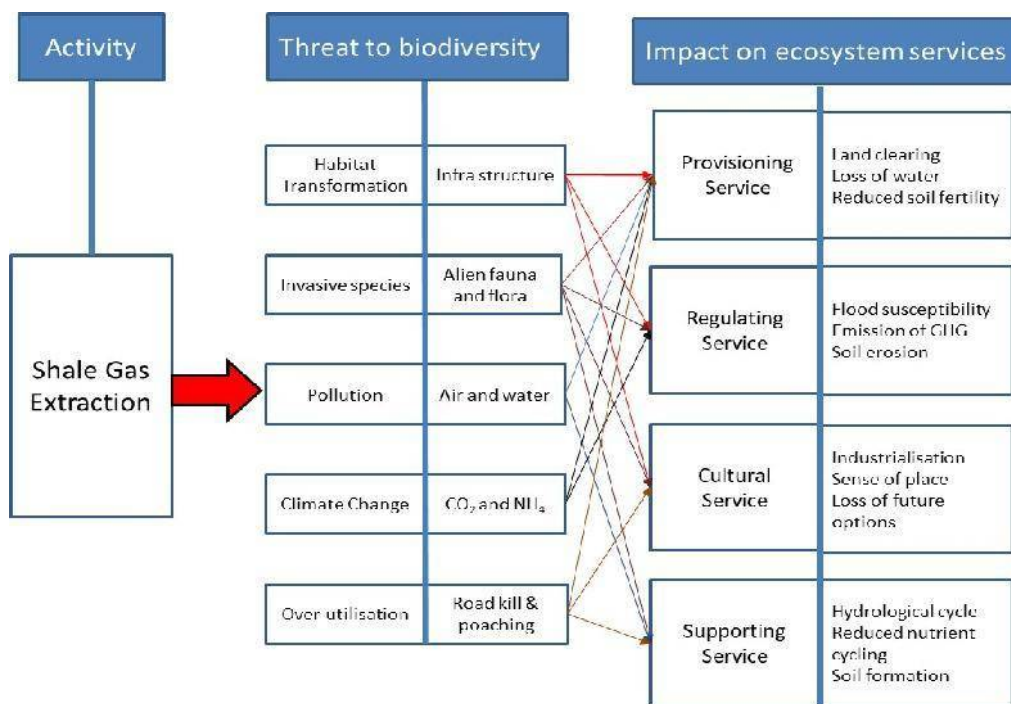 Activity
Threat to biodiversity
Impact on ecosystem services
Shale Gas
Extraction
Habitat
Transformation
Infra structure
Invasive species
Alien fauna
and flora
Pollution
Air and water
Climate Change
CO₂ and NH₄
Over utilisation
Road kill &
poaching
Provisioning
Service
Land clearing
Loss of water
Reduced soil fertility
Regulating
Service
Flood susceptibility
Emission of GHG
Soil erosion
Cultural
Service
Industrialisation
Sense of place
Loss of future
options
Supporting
Service
Hydrological cycle
Reduced nutrient
cycling
Soil formation